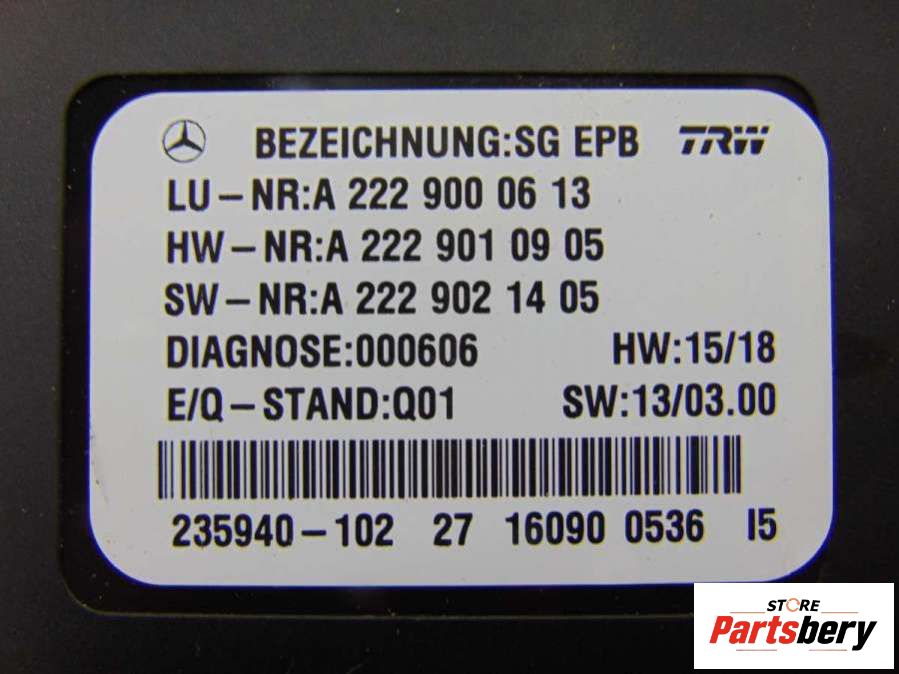 BEZEICHNUNG:SG EPB TRW
LU-NR:A 222 900 06 13
HW-NR:A 222 901 09 05
SW-NR:A 222 902 14 05
DIAGNOSE:000606 HW:15/18
E/Q-STAND:Q01 SW:13/03.00
235940-102 27 16090 0536 I5
STORE
Partsbery